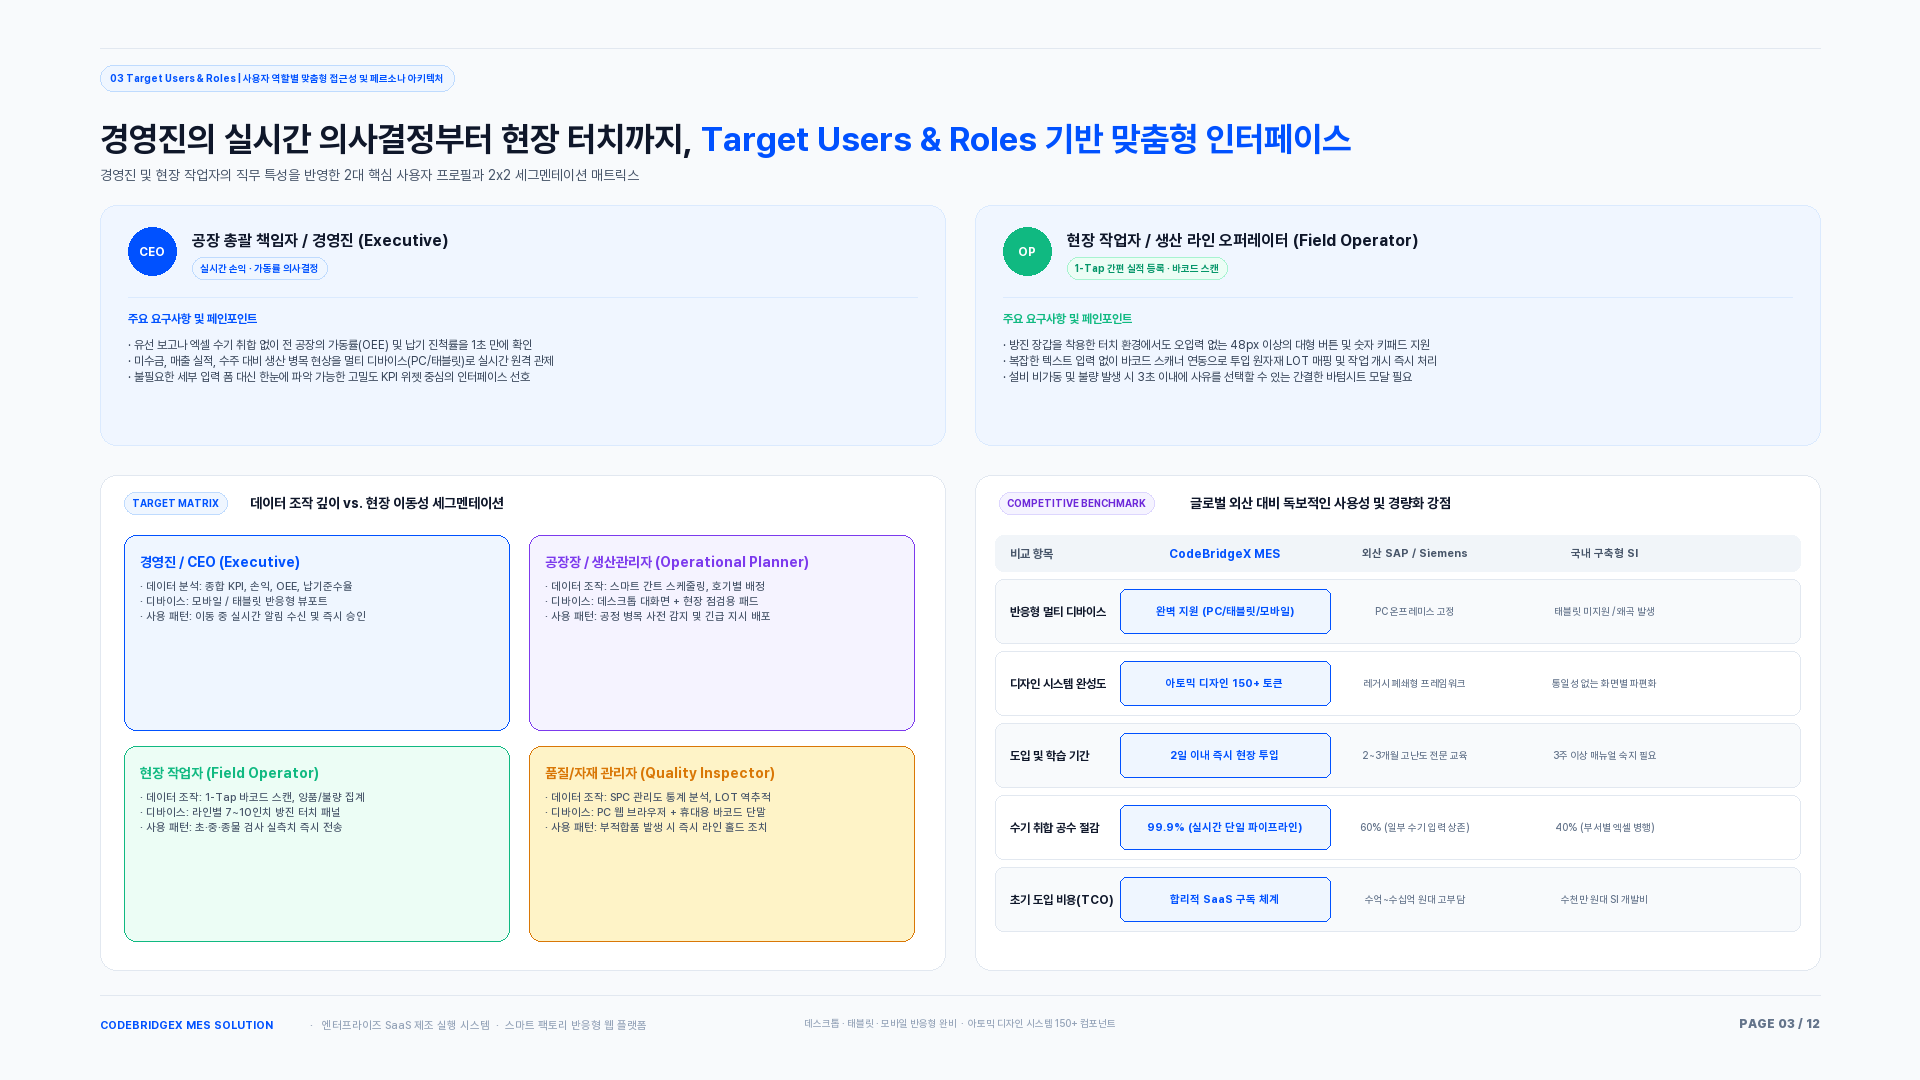 03 Target Users & Roles | 사용자 역할별 맞춤형 접근성 및 페르소나 아키텍처
경영진의 실시간 의사결정부터 현장 터치까지, Target Users & Roles 기반 맞춤형 인터페이스
경영진 및 현장 작업자의 직무 특성을 반영한 2대 핵심 사용자 프로필과 2x2 세그멘테이션 매트릭스
CEO
공장 총괄 책임자 / 경영진 (Executive)
실시간 손익 · 가동률 의사결정
주요 요구사항 및 페인포인트
· 유선 보고나 엑셀 수기 취합 없이 전 공장의 가동률(OEE) 및 납기 진척률을 1초 만에 확인
· 미수금, 매출 실적, 수주 대비 생산 병목 현상을 멀티 디바이스(PC/태블릿)로 실시간 원격 관제
· 불필요한 세부 입력 폼 대신 한눈에 파악 가능한 고밀도 KPI 위젯 중심의 인터페이스 선호
OP
현장 작업자 / 생산 라인 오퍼레이터 (Field Operator)
1-Tap 간편 실적 등록 · 바코드 스캔
주요 요구사항 및 페인포인트
· 방진 장갑을 착용한 터치 환경에서도 오입력 없는 48px 이상의 대형 버튼 및 숫자 키패드 지원
· 복잡한 텍스트 입력 없이 바코드 스캐너 연동으로 투입 원자재 LOT 매핑 및 작업 개시 즉시 처리
· 설비 비가동 및 불량 발생 시 3초 이내에 사유를 선택할 수 있는 간결한 바텀시트 모달 필요
TARGET MATRIX
데이터 조작 깊이 vs. 현장 이동성 세그멘테이션
경영진 / CEO (Executive)
· 데이터 분석: 종합 KPI, 손익, OEE, 납기준수율
· 디바이스: 모바일 / 태블릿 반응형 뷰포트
· 사용 패턴: 이동 중 실시간 알림 수신 및 즉시 승인
공장장 / 생산관리자 (Operational Planner)
· 데이터 조작: 스마트 간트 스케줄링, 호기별 배정
· 디바이스: 데스크톱 대화면 + 현장 점검용 패드
· 사용 패턴: 공정 병목 사전 감지 및 긴급 지시 배포
현장 작업자 (Field Operator)
· 데이터 조작: 1-Tap 바코드 스캔, 양품/불량 집계
· 디바이스: 라인별 7~10인치 방진 터치 패널
· 사용 패턴: 초·중·종물 검사 실측치 즉시 전송
품질/자재 관리자 (Quality Inspector)
· 데이터 조작: SPC 관리도 통계 분석, LOT 역추적
· 디바이스: PC 웹 브라우저 + 휴대용 바코드 단말
· 사용 패턴: 부적합품 발생 시 즉시 라인 홀드 조치
COMPETITIVE BENCHMARK
글로벌 외산 대비 독보적인 사용성 및 경량화 강점
비교 항목 CodeBridgeX MES 외산 SAP / Siemens 국내 구축형 SI
반응형 멀티 디바이스 완벽 지원 (PC/태블릿/모바일) PC 온프레미스 고정 태블릿 미지원 / 왜곡 발생
디자인 시스템 완성도 아토믹 디자인 150+ 토큰 레거시 폐쇄형 프레임워크 통일성 없는 화면별 파편화
도입 및 학습 기간 2일 이내 즉시 현장 투입 2~3개월 고난도 전문 교육 3주 이상 매뉴얼 숙지 필요
수기 취합 공수 절감 99.9% (실시간 단일 파이프라인) 60% (일부 수기 입력 상존) 40% (부서별 엑셀 병행)
초기 도입 비용(TCO) 합리적 SaaS 구독 체계 수억~수십억 원대 고부담 수천만 원대 SI 개발비
CODEBRIDGEX MES SOLUTION · 엔터프라이즈 SaaS 제조 실행 시스템 · 스마트 팩토리 반응형 웹 플랫폼
데스크톱 · 태블릿 · 모바일 반응형 완비 · 아토믹 디자인 시스템 150+ 컴포넌트
PAGE 03 / 12